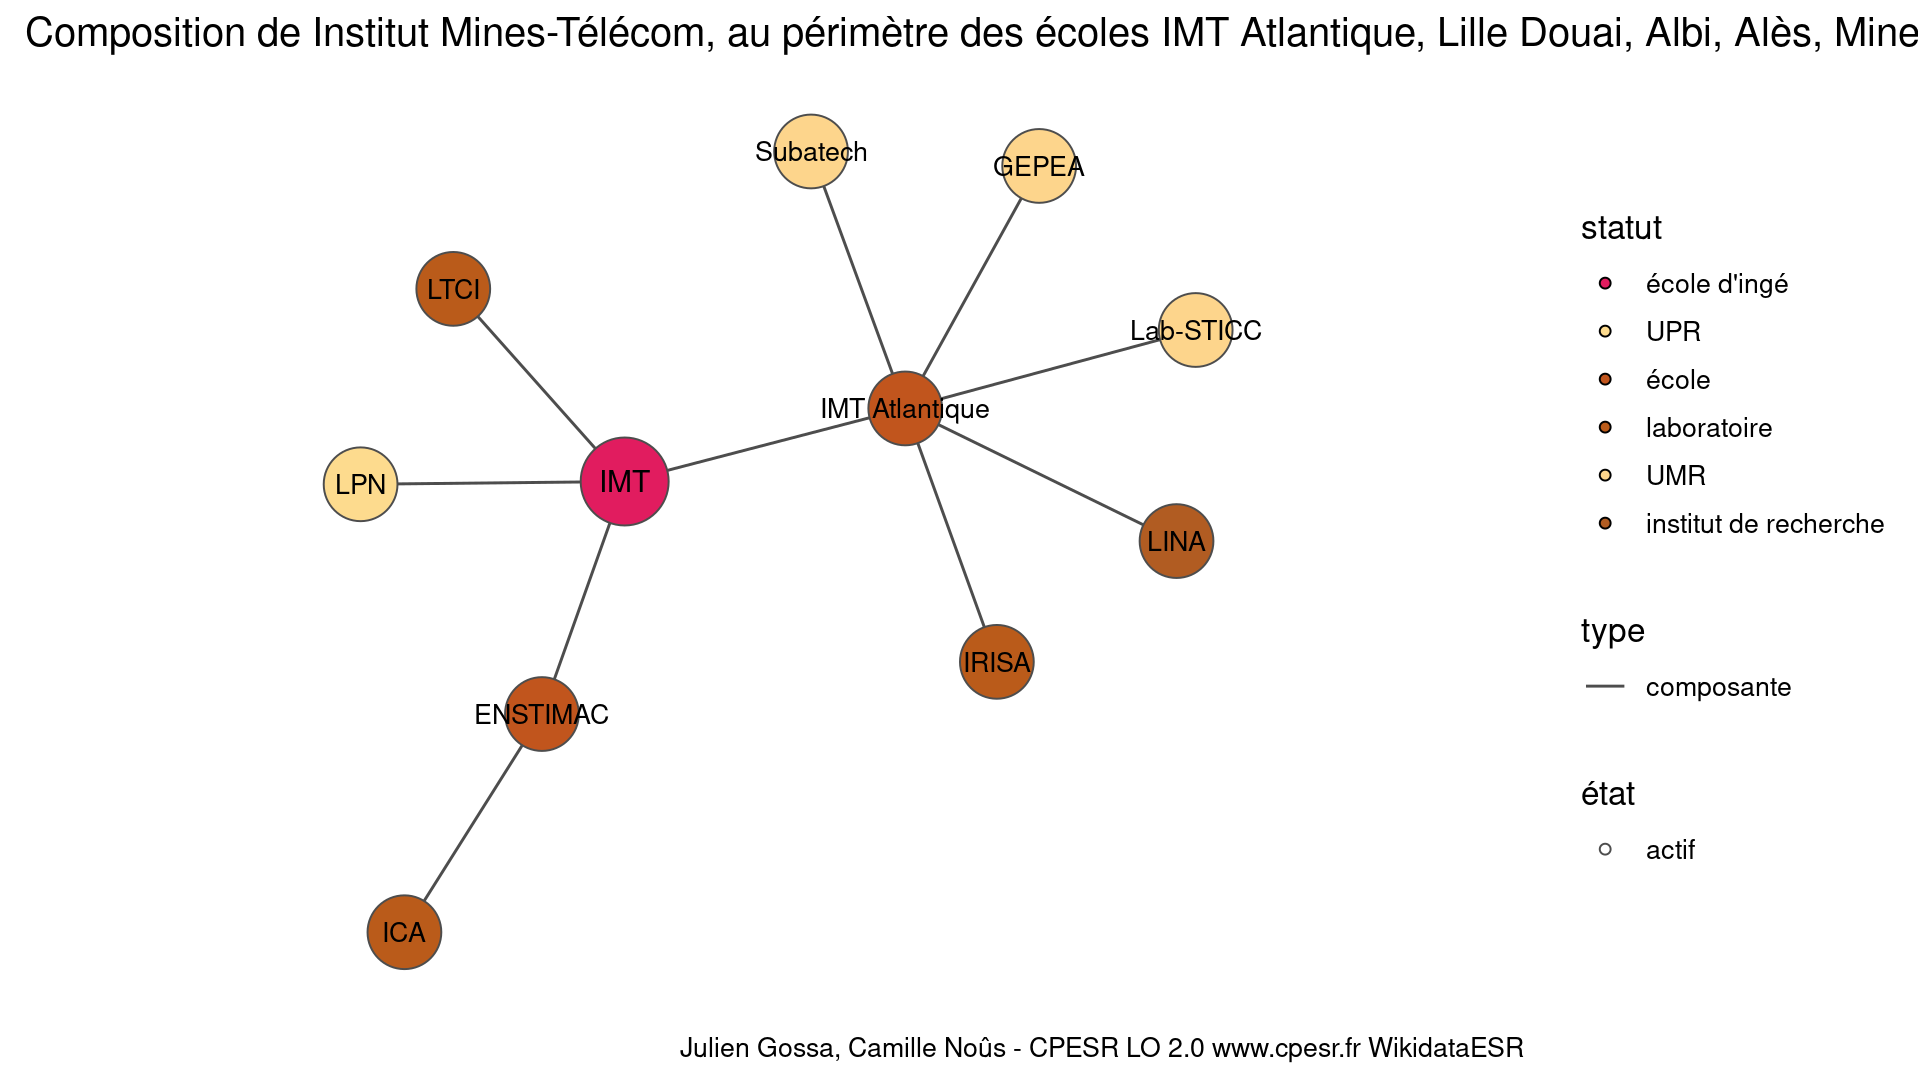 Composition de Institut Mines-Télécom, au périmètre des écoles IMT Atlantique, Lille Douai, Albi, Alès, Mine
Subatech
GEPEA
LTCI
Lab-STICC
IMT Atlantique
LPN
IMT
LINA
IRISA
ENSTIMAC
ICA
statut
école d'ingé
UPR
école
laboratoire
UMR
institut de recherche
type
composante
état
actif
Julien Gossa, Camille Noûs - CPESR LO 2.0 www.cpesr.fr WikidataESR